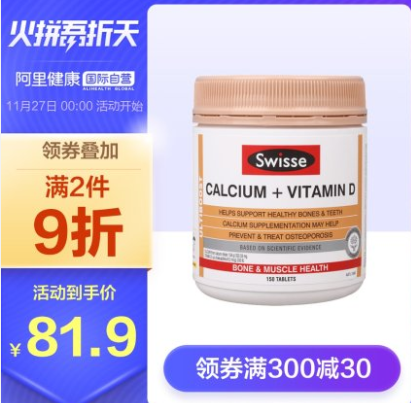 火拼5折天
阿里健康 国际自营
ALIHEALTH GLOBAL
11月27日 00:00 活动开始
领券叠加
满2件
9折
活动到手价
¥81.9
Swisse
ULTIBOOST
CALCIUM + VITAMIN D
HELPS SUPPORT HEALTHY BONES & TEETH
CALCIUM SUPPLEMENTATION MAY HELP
PREVENT & TREAT OSTEOPOROSIS
BASED ON SCIENTIFIC EVIDENCE
BONE & MUSCLE HEALTH
150 TABLETS
领券满300减30